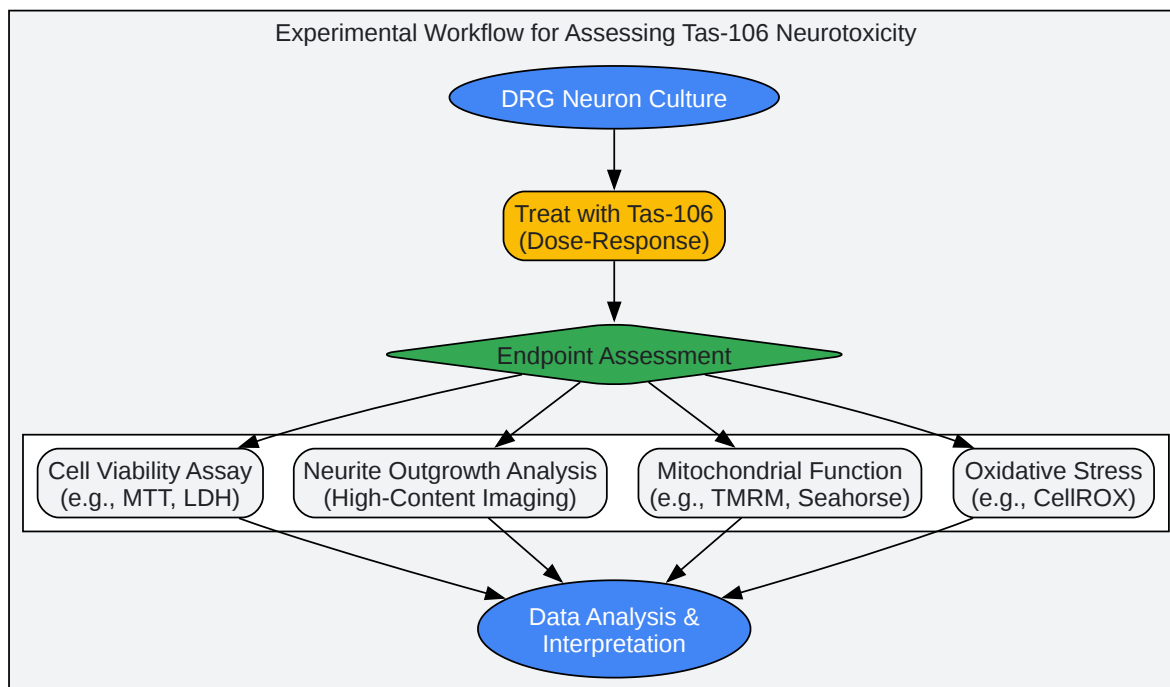 Experimental Workflow for Assessing Tas-106 Neurotoxicity
DRG Neuron Culture
Treat with Tas-106
(Dose-Response)
Endpoint Assessment
Cell Viability Assay
(e.g., MTT, LDH)
Neurite Outgrowth Analysis
(High-Content Imaging)
Mitochondrial Function
(e.g., TMRM, Seahorse)
Oxidative Stress
(e.g., CellROX)
Data Analysis &
Interpretation